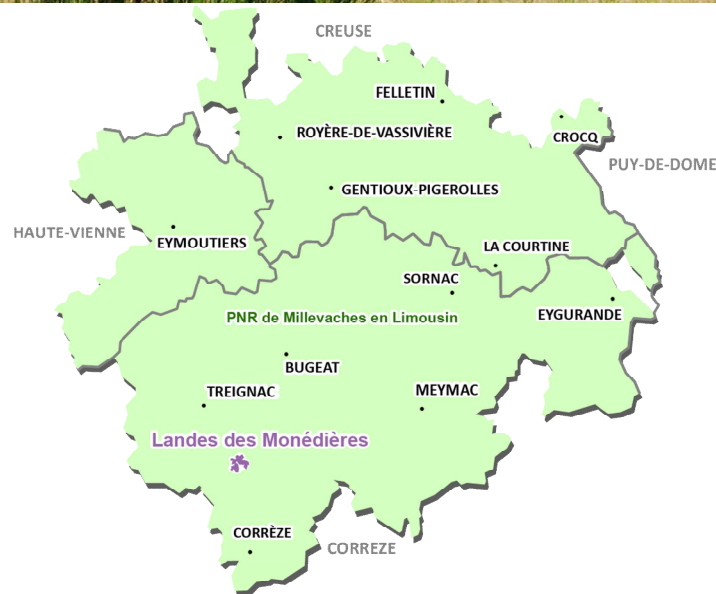 CREUSE
FELLETIN
CROCQ
ROYÈRE-DE-VASSIVIÈRE
PUY-DE-DOME
GENTIOUX-PIGEROLLES
HAUTE-VIENNE
EYMOUTIERS
LA COURTINE
SORNAC
EYGURANDE
PNR de Millevaches en Limousin
BUGEAT
TREIGNAC
MEYMAC
Landes des Monédières
CORRÈZE
CORREZE